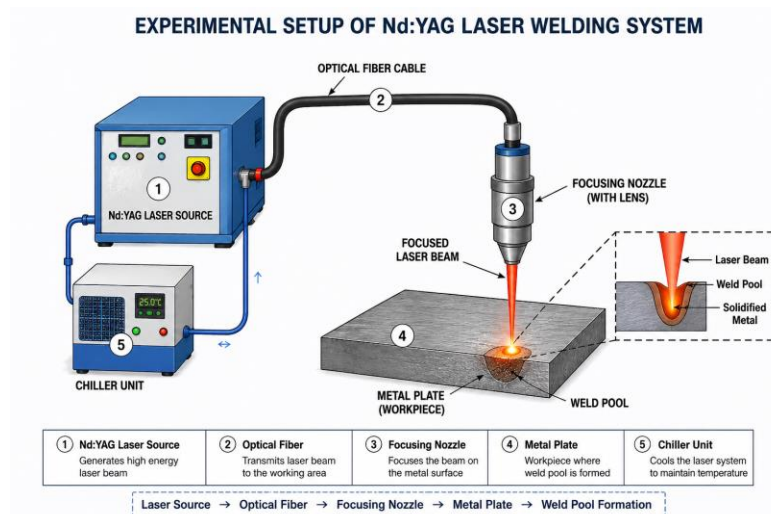 EXPERIMENTAL SETUP OF Nd:YAG LASER WELDING SYSTEM
OPTICAL FIBER CABLE
2
1
Nd:YAG LASER SOURCE
3
FOCUSING NOZZLE
(WITH LENS)
FOCUSED
LASER BEAM
Laser Beam
Weld Pool
Solidified
Metal
25.0°C
5
CHILLER UNIT
4
METAL PLATE
(WORKPIECE)
WELD POOL
1 Nd:YAG Laser Source
Generates high energy
laser beam
2 Optical Fiber
Transmits laser beam
to the working area
3 Focusing Nozzle
Focuses the beam on
the metal surface
4 Metal Plate
Workpiece where
weld pool is formed
5 Chiller Unit
Cools the laser system
to maintain temperature
Laser Source → Optical Fiber → Focusing Nozzle → Metal Plate → Weld Pool Formation